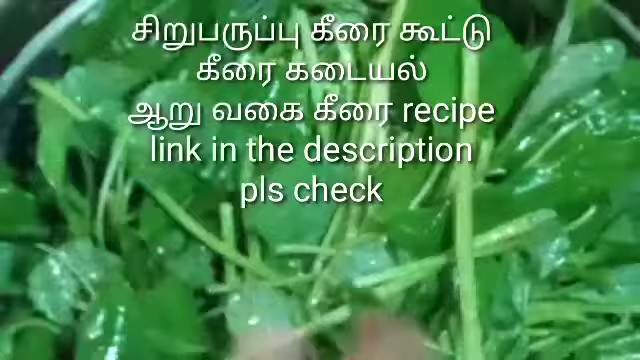 சிறுபருப்பு கீரை கூட்டு
கீரை கடையல்
ஆறு வகை கீரை recipe
link in the description
pls check